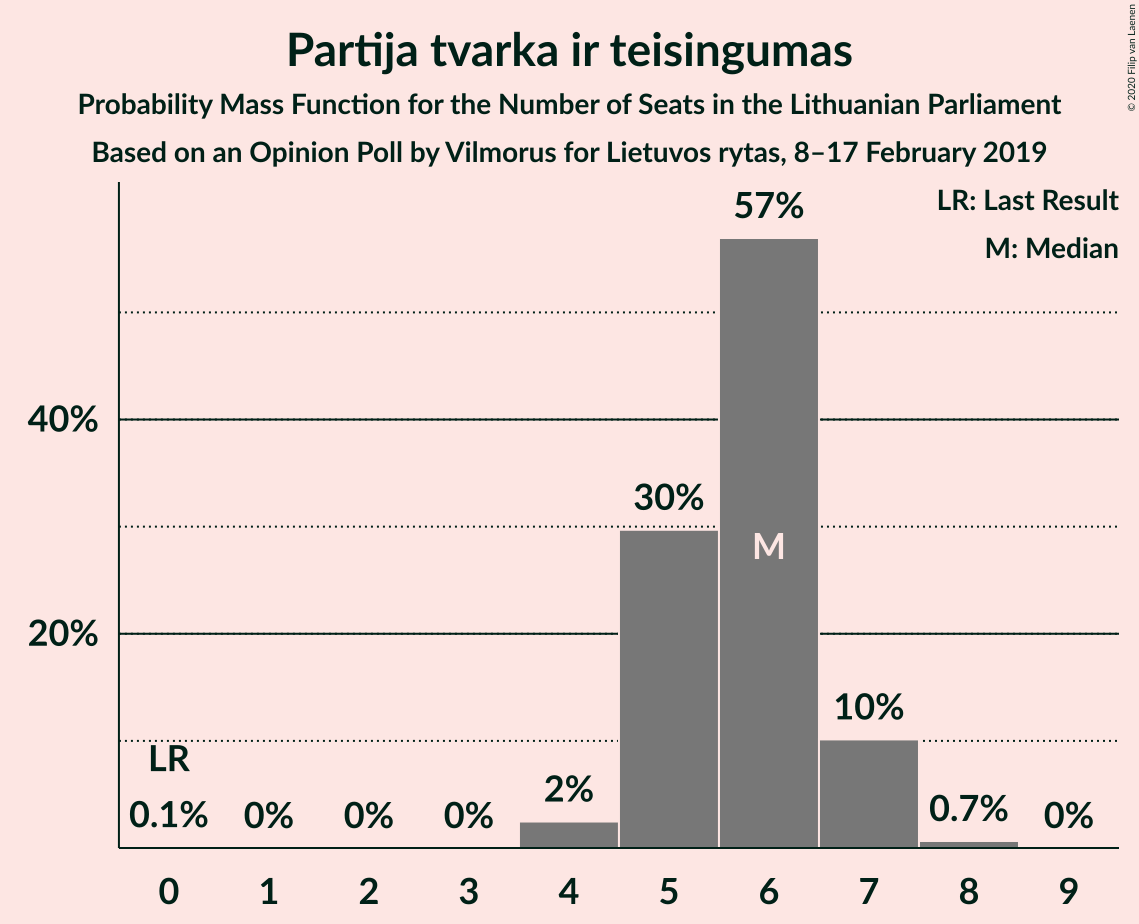 Partija tvarka ir teisingumas
Probability Mass Function for the Number of Seats in the Lithuanian Parliament
Based on an Opinion Poll by Vilmorus for Lietuvos rytas, 8–17 February 2019
© 2020 Filip van Laenen
LR: Last Result
M: Median
57%
40%
30%
M
20%
10%
LR
2%
0.1% 0% 0% 0% 0.7% 0%
0 1 2 3 4 5 6 7 8 9